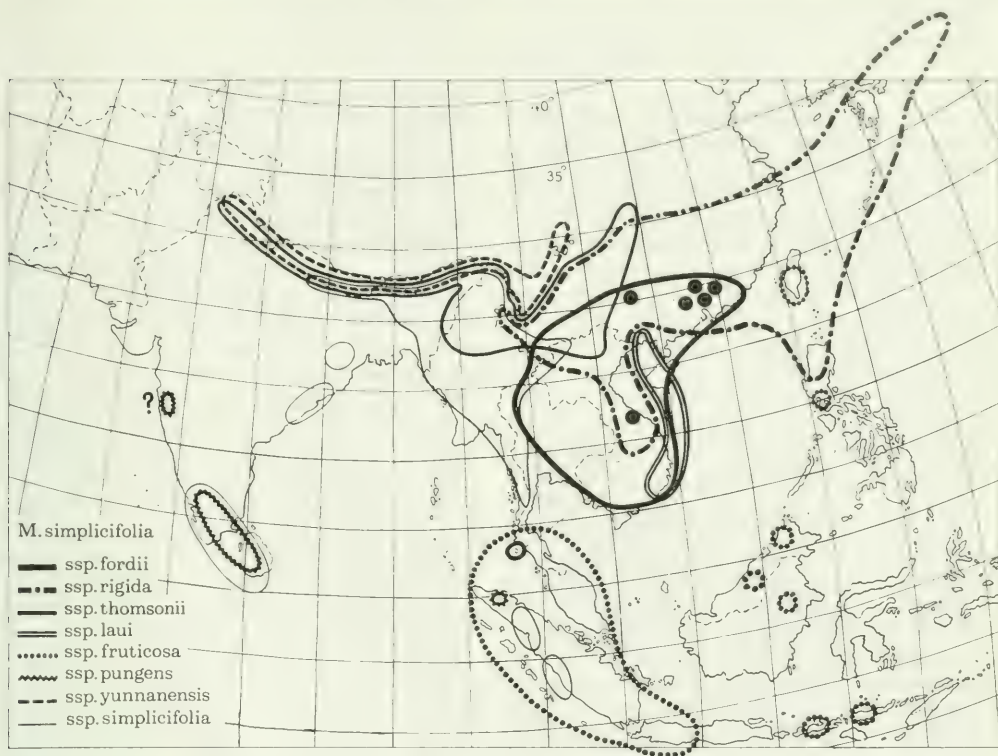 40°
35°
30°
?
M. simplicifolia
ssp. fordii
ssp. rigida
ssp. thomsonii
ssp. laui
ssp. fruticosa
ssp. pungens
ssp. yunnanensis
ssp. simplicifolia